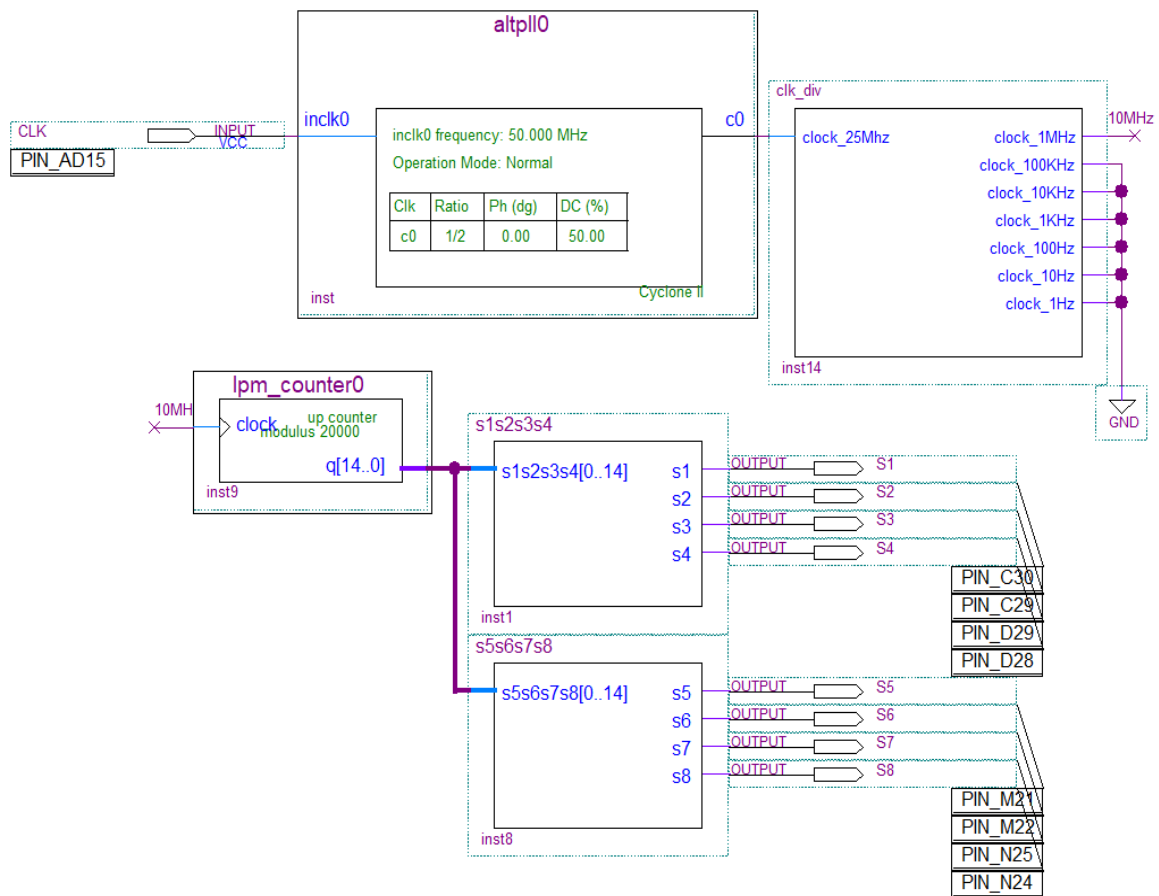 altpll0
CLK
INPUT
VCC
PIN_AD15
inclk0
c0
inclk0 frequency: 50.000 MHz
Operation Mode: Normal
Clk Ratio Ph (dg) DC (%)
c0 1/2 0.00 50.00
Cyclone II
inst
clk_div
clock_25Mhz
clock_1MHz
clock_100KHz
clock_10KHz
clock_1KHz
clock_100Hz
clock_10Hz
clock_1Hz
inst14
10MHz
GND
lpm_counter0
10MH
clock
up counter
modulus 20000
q[14..0]
inst9
s1s2s3s4
s1s2s3s4[0..14]
s1
s2
s3
s4
inst1
OUTPUT S1
OUTPUT S2
OUTPUT S3
OUTPUT S4
PIN_C30
PIN_C29
PIN_D29
PIN_D28
s5s6s7s8
s5s6s7s8[0..14]
s5
s6
s7
s8
inst8
OUTPUT S5
OUTPUT S6
OUTPUT S7
OUTPUT S8
PIN_M21
PIN_M22
PIN_N25
PIN_N24